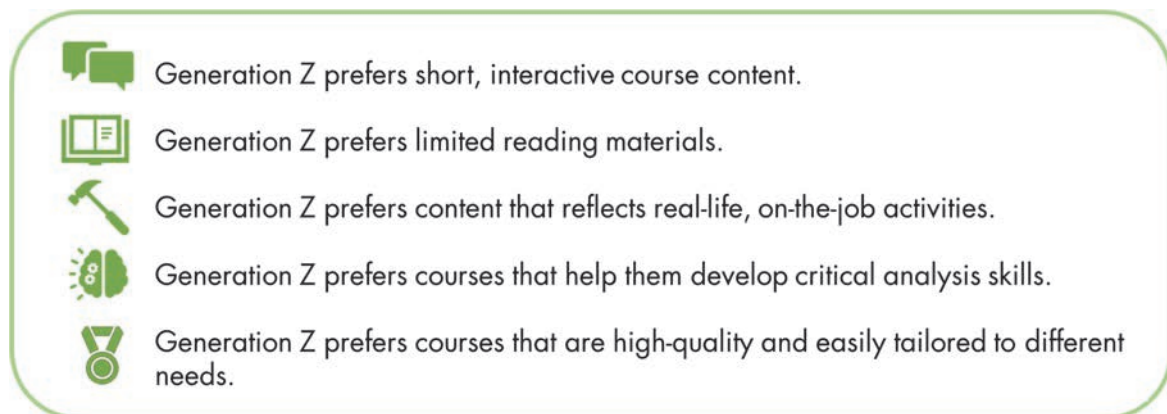 Generation Z prefers short, interactive course content.
Generation Z prefers limited reading materials.
Generation Z prefers content that reflects real-life, on-the-job activities.
Generation Z prefers courses that help them develop critical analysis skills.
Generation Z prefers courses that are high-quality and easily tailored to different
needs.